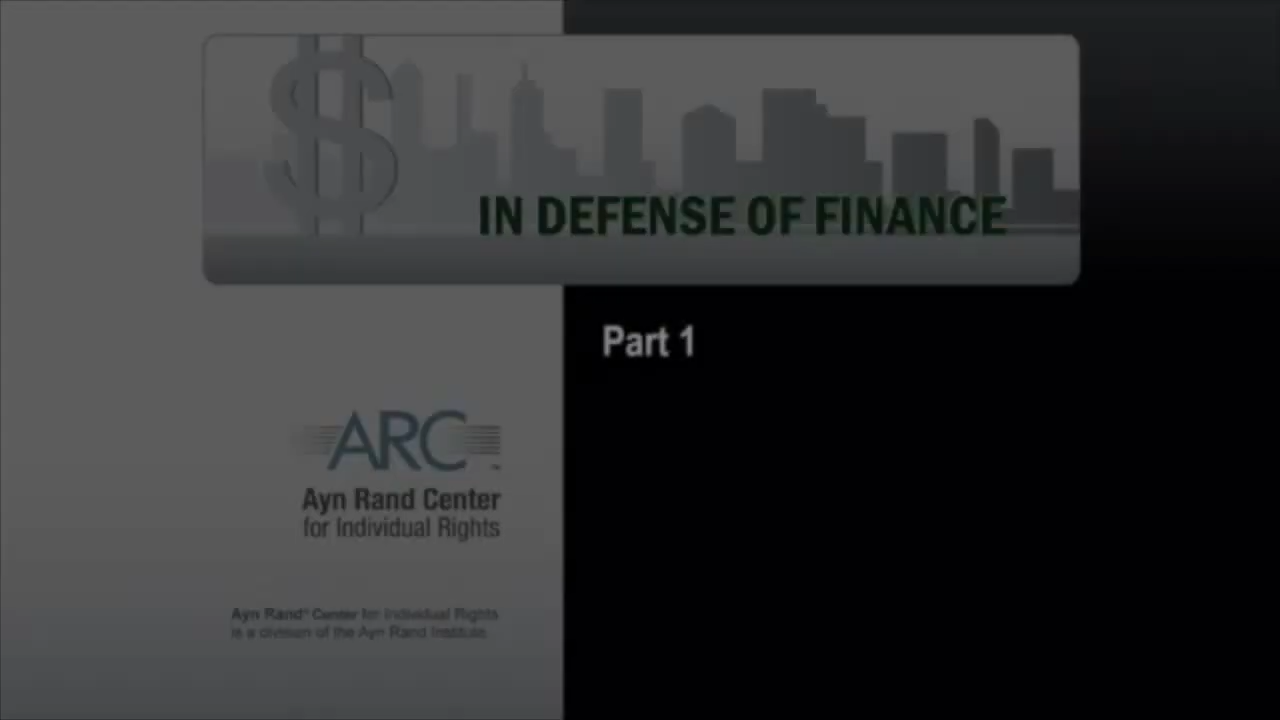 IN DEFENSE OF FINANCE
Part 1
ARC
Ayn Rand Center
for Individual Rights
Ayn Rand® Center for Individual Rights
is a division of the Ayn Rand Institute.